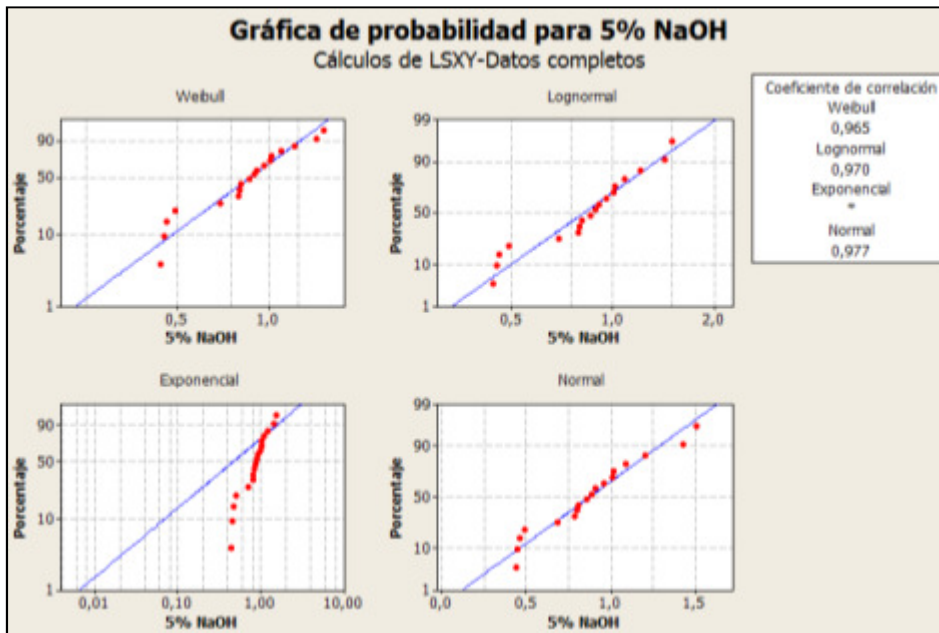 Gráfica de probabilidad para 5% NaOH
Cálculos de LSXY-Datos completos
Weibull
Porcentaje
90
50
10
1
0,5
1,0
5% NaOH
Lognormal
Porcentaje
99
90
50
10
1
0,5
1,0
2,0
5% NaOH
Coeficiente de correlación
Weibull
0,965
Lognormal
0,970
Exponencial
*
Normal
0,977
Exponencial
Porcentaje
90
50
10
1
0,01
0,10
1,00
10,00
5% NaOH
Normal
Porcentaje
99
90
50
10
1
0,0
0,5
1,0
1,5
5% NaOH